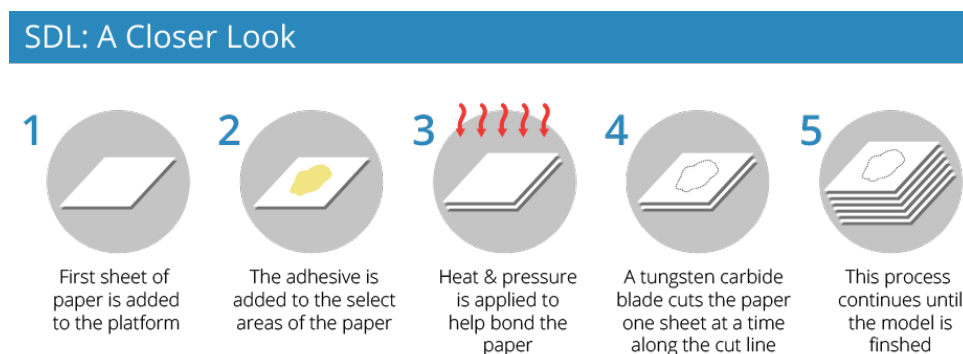 SDL: A Closer Look
1
First sheet of
paper is added
to the platform
2
The adhesive is
added to the select
areas of the paper
3
Heat & pressure
is applied to
help bond the
paper
4
A tungsten carbide
blade cuts the paper
one sheet at a time
along the cut line
5
This process
continues until
the model is
finshed